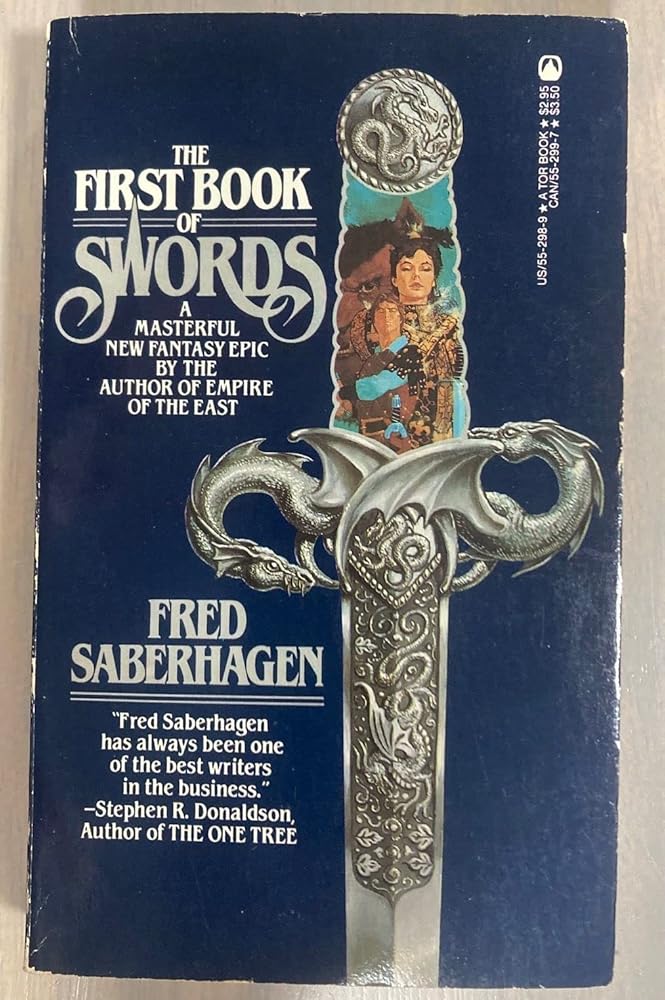 THE
FIRST BOOK
OF
SWORDS
A
MASTERFUL
NEW FANTASY EPIC
BY THE
AUTHOR OF EMPIRE
OF THE EAST
US/55-298-9 ★ A TOR BOOK ★ $2.95
CAN/55-299-7 ★ $3.50
FRED
SABERHAGEN
"Fred Saberhagen
has always been one
of the best writers
in the business."
—Stephen R. Donaldson,
Author of THE ONE TREE